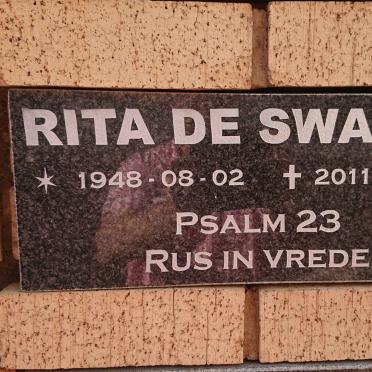 RITA DE SWA
* 1948-08-02 † 2011
PSALM 23
RUS IN VREDE